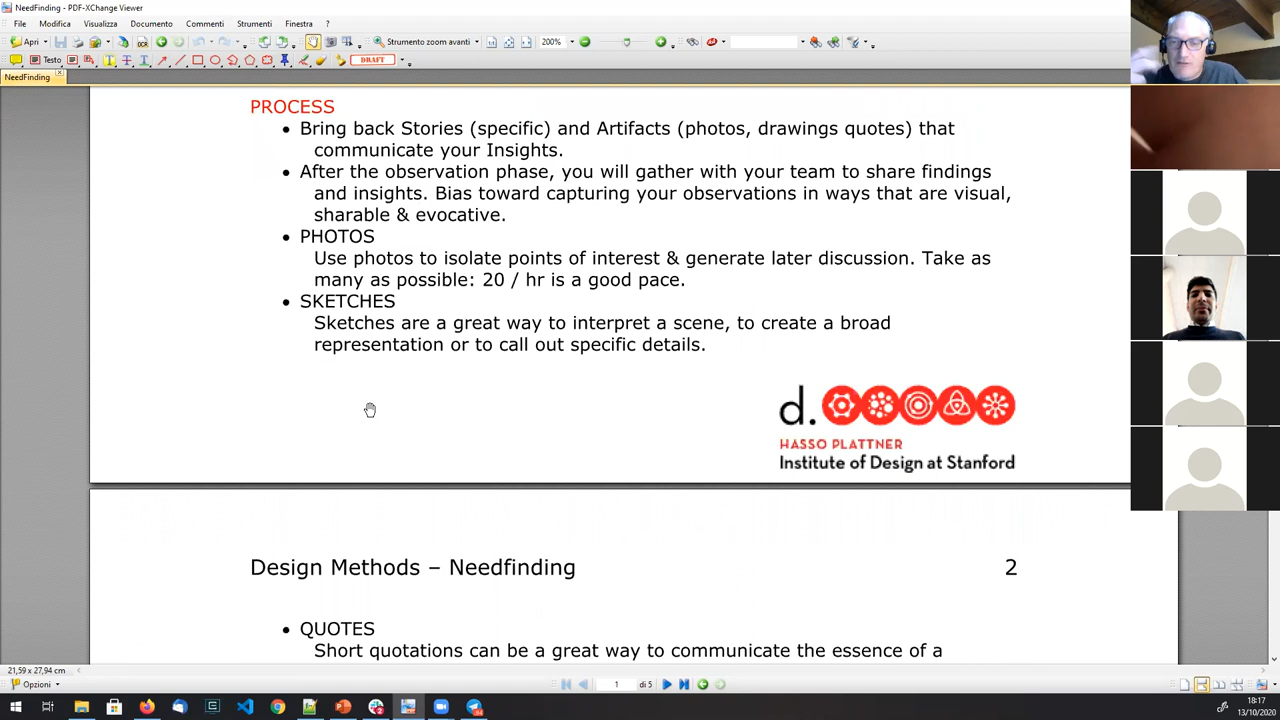 NeedFinding - PDF-XChange Viewer
File Modifica Visualizza Documento Commenti Strumenti Finestra ?
Apri OCR Strumento zoom avanti 200%
Testo DRAFT
NeedFinding
PROCESS
• Bring back Stories (specific) and Artifacts (photos, drawings quotes) that
communicate your Insights.
• After the observation phase, you will gather with your team to share findings
and insights. Bias toward capturing your observations in ways that are visual,
sharable & evocative.
• PHOTOS
Use photos to isolate points of interest & generate later discussion. Take as
many as possible: 20 / hr is a good pace.
• SKETCHES
Sketches are a great way to interpret a scene, to create a broad
representation or to call out specific details.
d.
HASSO PLATTNER
Institute of Design at Stanford
Design Methods – Needfinding 2
• QUOTES
Short quotations can be a great way to communicate the essence of a
21,59 x 27,94 cm
Opzioni 1 di 5
18:17
13/10/2020